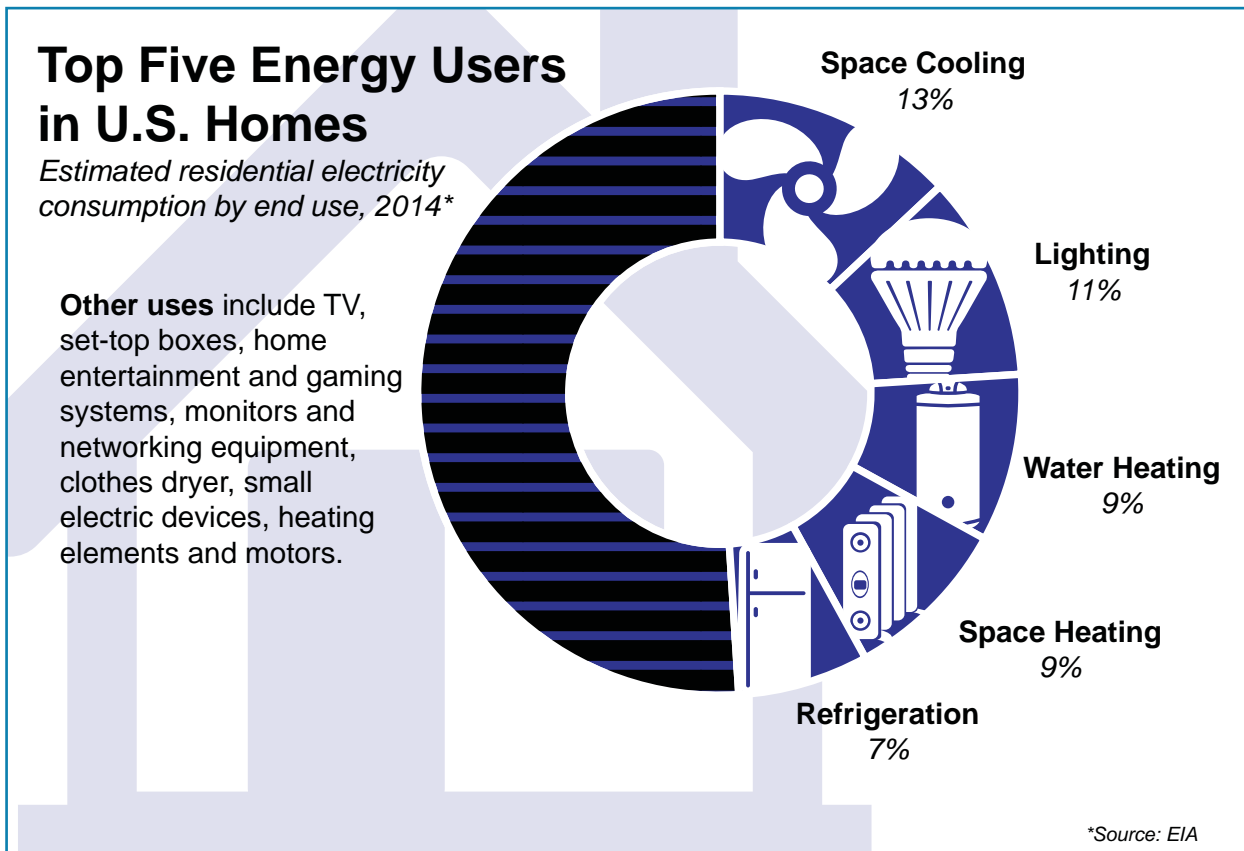 Top Five Energy Users
in U.S. Homes
Estimated residential electricity
consumption by end use, 2014*
Other uses include TV,
set-top boxes, home
entertainment and gaming
systems, monitors and
networking equipment,
clothes dryer, small
electric devices, heating
elements and motors.
Space Cooling
13%
Lighting
11%
Water Heating
9%
Space Heating
9%
Refrigeration
7%
*Source: EIA